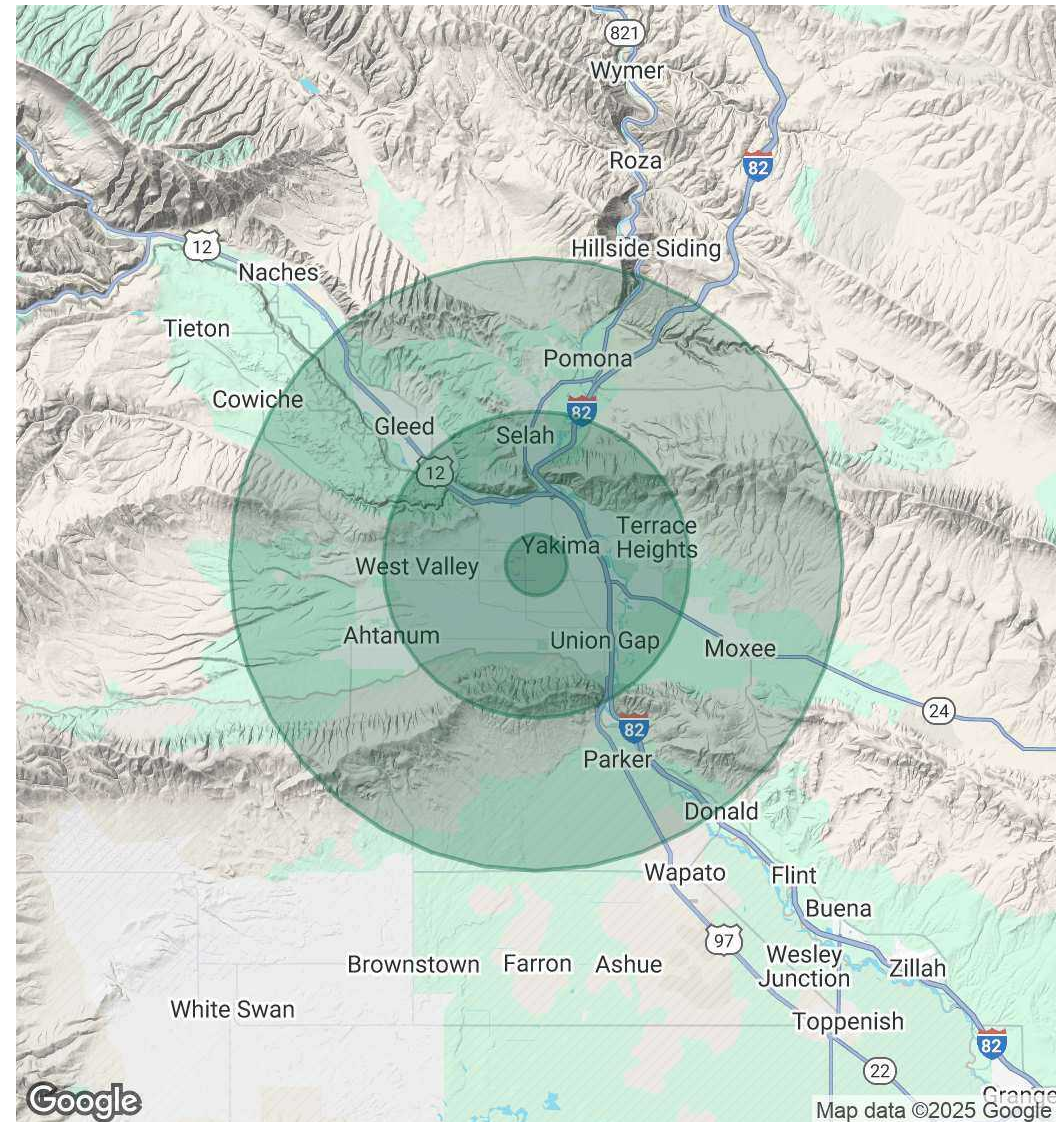 821
Wymer
Roza
82
Hillside Siding
12
Naches
Tieton
Pomona
Cowiche
82
Gleed
Selah
12
Terrace
Heights
Yakima
West Valley
Ahtanum
Union Gap
Moxee
24
82
Parker
Donald
Wapato
Flint
Buena
97
Wesley
Junction
Brownstown
Farron
Ashue
Zillah
White Swan
Toppenish
82
22
Grange
Google
Map data ©2025 Google